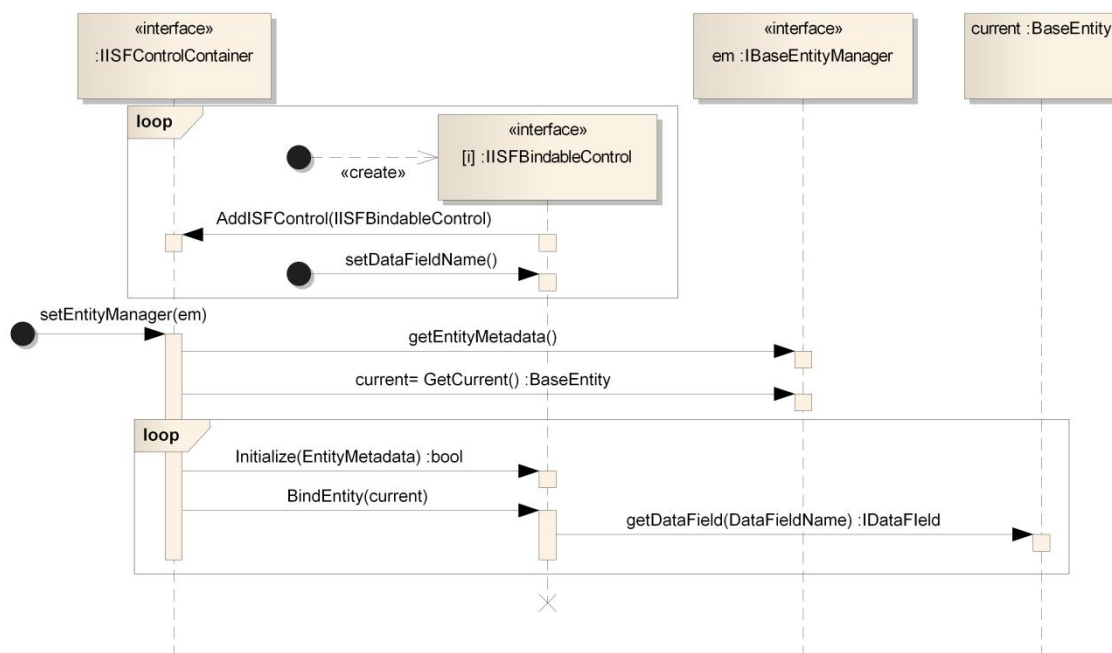 «interface»
:IISFControlContainer
«interface»
em :IBaseEntityManager
current :BaseEntity
loop
«interface»
[i] :IISFBindableControl
«create»
AddISFControl(IISFBindableControl)
setDataFieldName()
setEntityManager(em)
getEntityMetadata()
current= GetCurrent() :BaseEntity
loop
Initialize(EntityMetadata) :bool
BindEntity(current)
getDataField(DataFieldName) :IDataFIeld